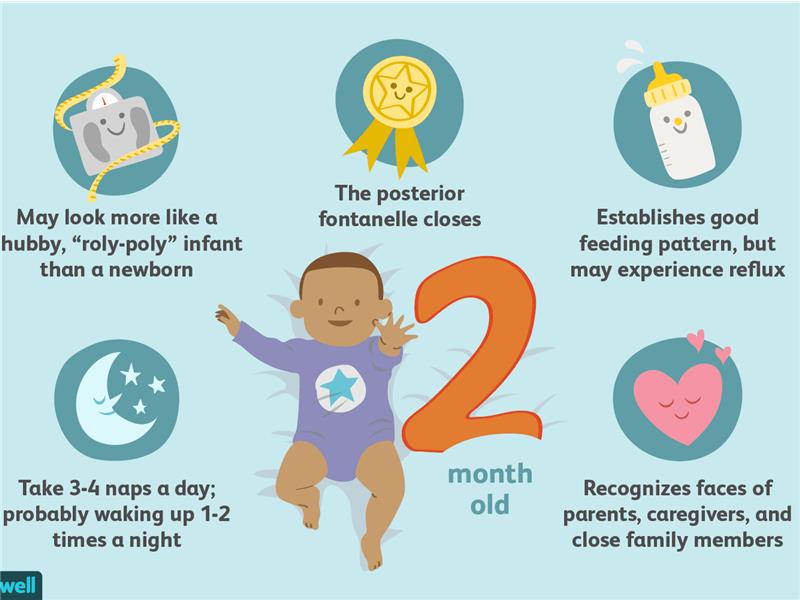 The posterior
fontanelle closes
May look more like a
hubby, “roly-poly” infant
than a newborn
Establishes good
feeding pattern, but
may experience reflux
2
month
old
Take 3-4 naps a day;
probably waking up 1-2
times a night
Recognizes faces of
parents, caregivers, and
close family members
well